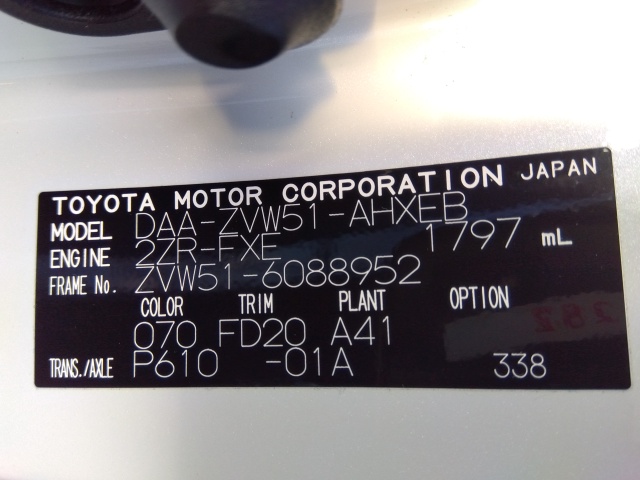 TOYOTA MOTOR CORPORATION JAPAN
MODEL DAA-ZVW51-AHXEB
ENGINE 2ZR-FXE 1797 mL
FRAME No. ZVW51-6088952
COLOR TRIM PLANT OPTION
070 FD20 A41
TRANS./AXLE P610 -01A 338